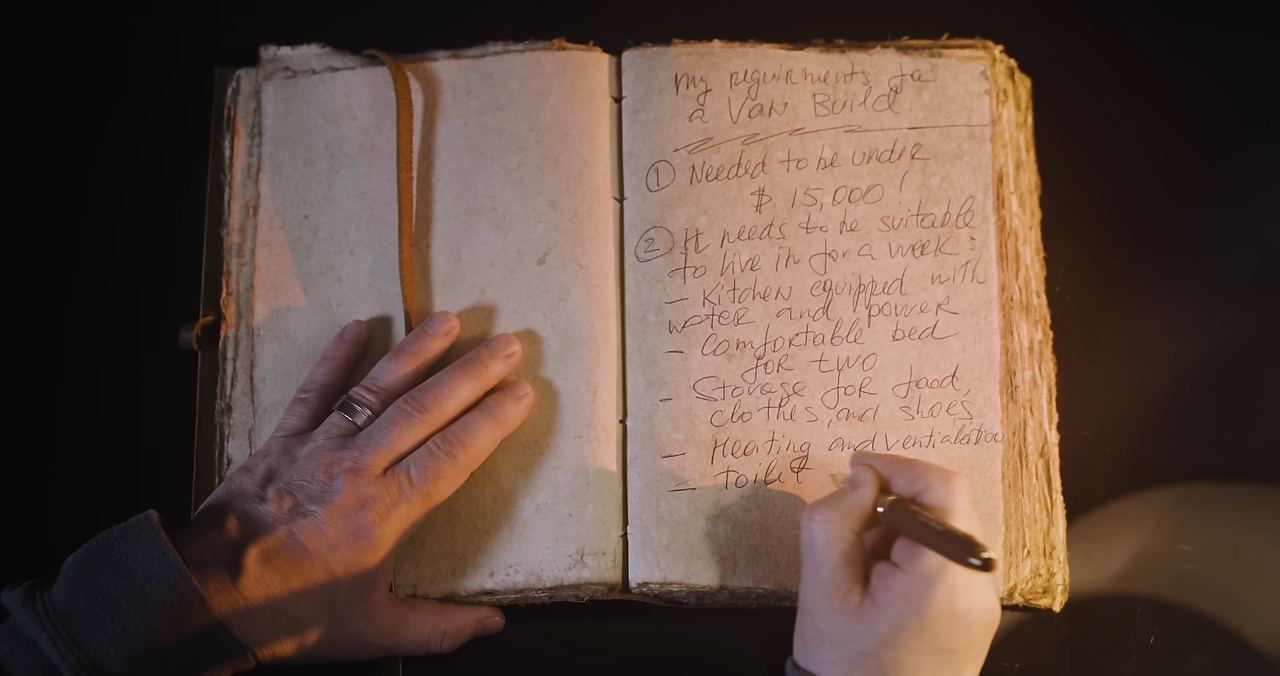 my requirments for
a Van Build
① Needed to be under
$ 15,000!
② It needs to be suitable
to live in for a week:
– Kitchen equipped with
water and power
– Comfortable bed
for two
– Storage for food,
clothes, and shoes
– Heating and ventialation
– toilet